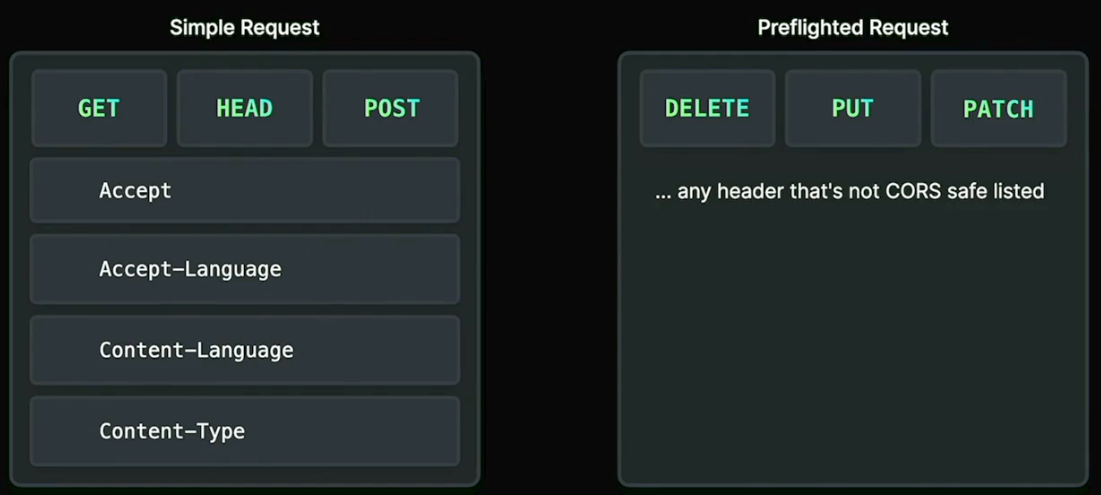 Simple Request
GET HEAD POST
Accept
Accept-Language
Content-Language
Content-Type
Preflighted Request
DELETE PUT PATCH
... any header that's not CORS safe listed